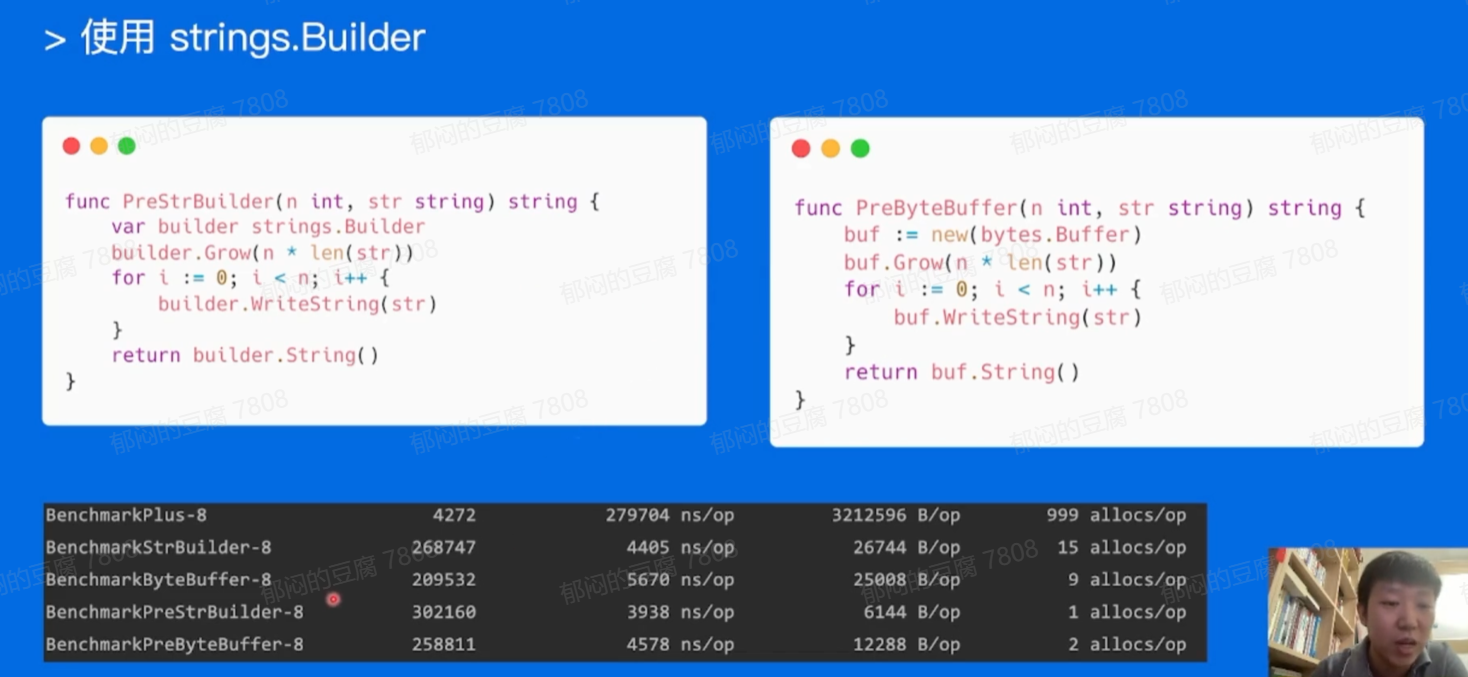 > 使用 strings.Builder
func PreStrBuilder(n int, str string) string {
    var builder strings.Builder
    builder.Grow(n * len(str))
    for i := 0; i < n; i++ {
        builder.WriteString(str)
    }
    return builder.String()
}
func PreByteBuffer(n int, str string) string {
    buf := new(bytes.Buffer)
    buf.Grow(n * len(str))
    for i := 0; i < n; i++ {
        buf.WriteString(str)
    }
    return buf.String()
}
BenchmarkPlus-8 4272 279704 ns/op 3212596 B/op 999 allocs/op
BenchmarkStrBuilder-8 268747 4405 ns/op 26744 B/op 15 allocs/op
BenchmarkByteBuffer-8 209532 5670 ns/op 25008 B/op 9 allocs/op
BenchmarkPreStrBuilder-8 302160 3938 ns/op 6144 B/op 1 allocs/op
BenchmarkPreByteBuffer-8 258811 4578 ns/op 12288 B/op 2 allocs/op
郁闷的豆腐 7808